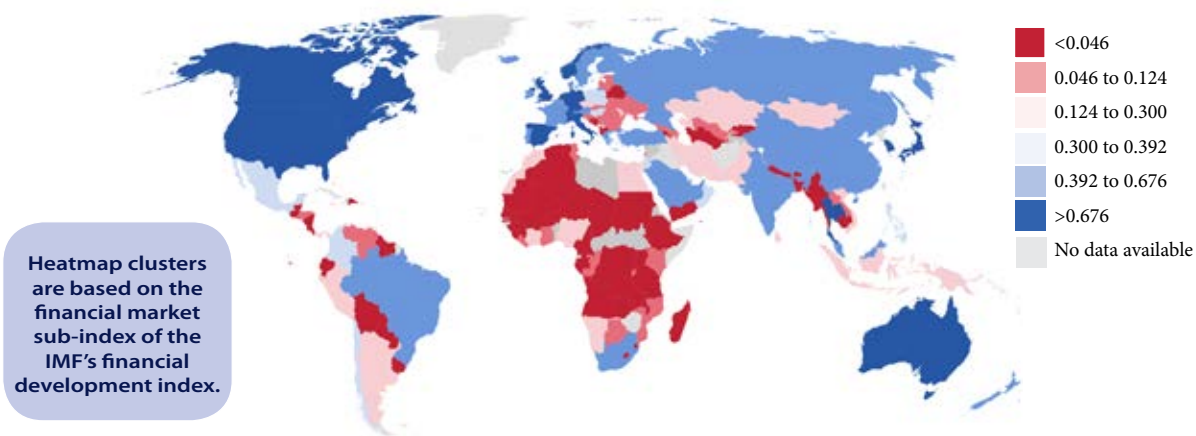 <0.046
0.046 to 0.124
0.124 to 0.300
0.300 to 0.392
0.392 to 0.676
>0.676
No data available
Heatmap clusters
are based on the
financial market
sub-index of the
IMF's financial
development index.